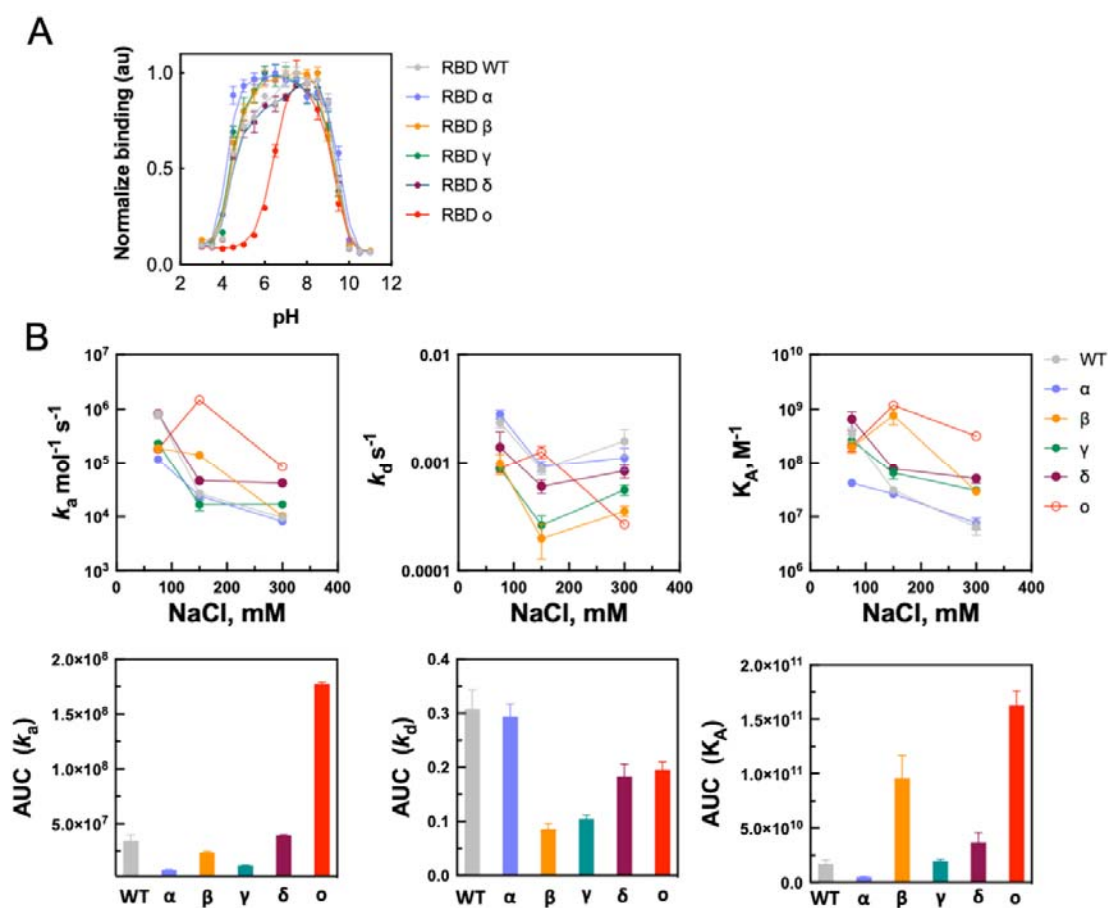 A
Normalize binding (au)
1.0
0.5
0.0
2 4 6 8 10 12
pH
RBD WT
RBD α
RBD β
RBD γ
RBD δ
RBD o
B
kₐ mol⁻¹ s⁻¹
10⁷
10⁶
10⁵
10⁴
10³
0 100 200 300 400
NaCl, mM
k_d s⁻¹
0.01
0.001
0.0001
0 100 200 300 400
NaCl, mM
K_A, M⁻¹
10¹⁰
10⁹
10⁸
10⁷
10⁶
0 100 200 300 400
NaCl, mM
WT
α
β
γ
δ
o
AUC (kₐ)
2.0×10⁸
1.5×10⁸
1.0×10⁸
5.0×10⁷
WT α β γ δ o
AUC (k_d)
0.4
0.3
0.2
0.1
0.0
WT α β γ δ o
AUC (K_A)
2.0×10¹¹
1.5×10¹¹
1.0×10¹¹
5.0×10¹⁰
0.0
WT α β γ δ o